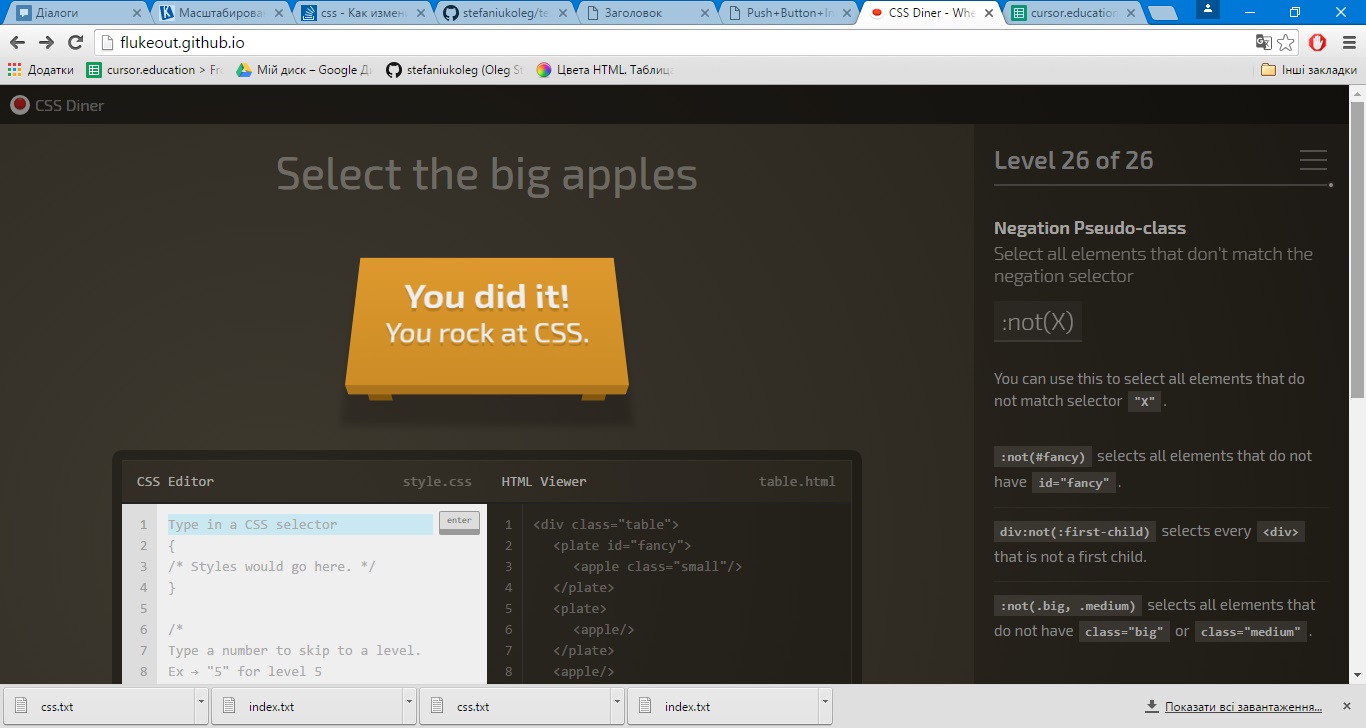 Діалоги
Масштабирова
css - Как измен
stefaniukoleg/te
Заголовок
Push+Button+In
CSS Diner - Whe
cursor.education
flukeout.github.io
Додатки
cursor.education > Fr
Мій диск – Google Ди
stefaniukoleg (Oleg St
Цвета HTML. Таблиц
Інші закладки
CSS Diner
Select the big apples
You did it!
You rock at CSS.
CSS Editor
style.css
HTML Viewer
table.html
1 Type in a CSS selector
enter
2 {
3 /* Styles would go here. */
4 }
5
6 /*
7 Type a number to skip to a level.
8 Ex → "5" for level 5
1 <div class="table">
2 <plate id="fancy">
3 <apple class="small"/>
4 </plate>
5 <plate>
6 <apple/>
7 </plate>
8 <apple/>
Level 26 of 26
Negation Pseudo-class
Select all elements that don't match the
negation selector
:not(X)
You can use this to select all elements that do
not match selector "X" .
:not(#fancy) selects all elements that do not
have id="fancy" .
div:not(:first-child) selects every <div>
that is not a first child.
:not(.big, .medium) selects all elements that
do not have class="big" or class="medium" .
css.txt
index.txt
css.txt
index.txt
Показати всі завантаження...